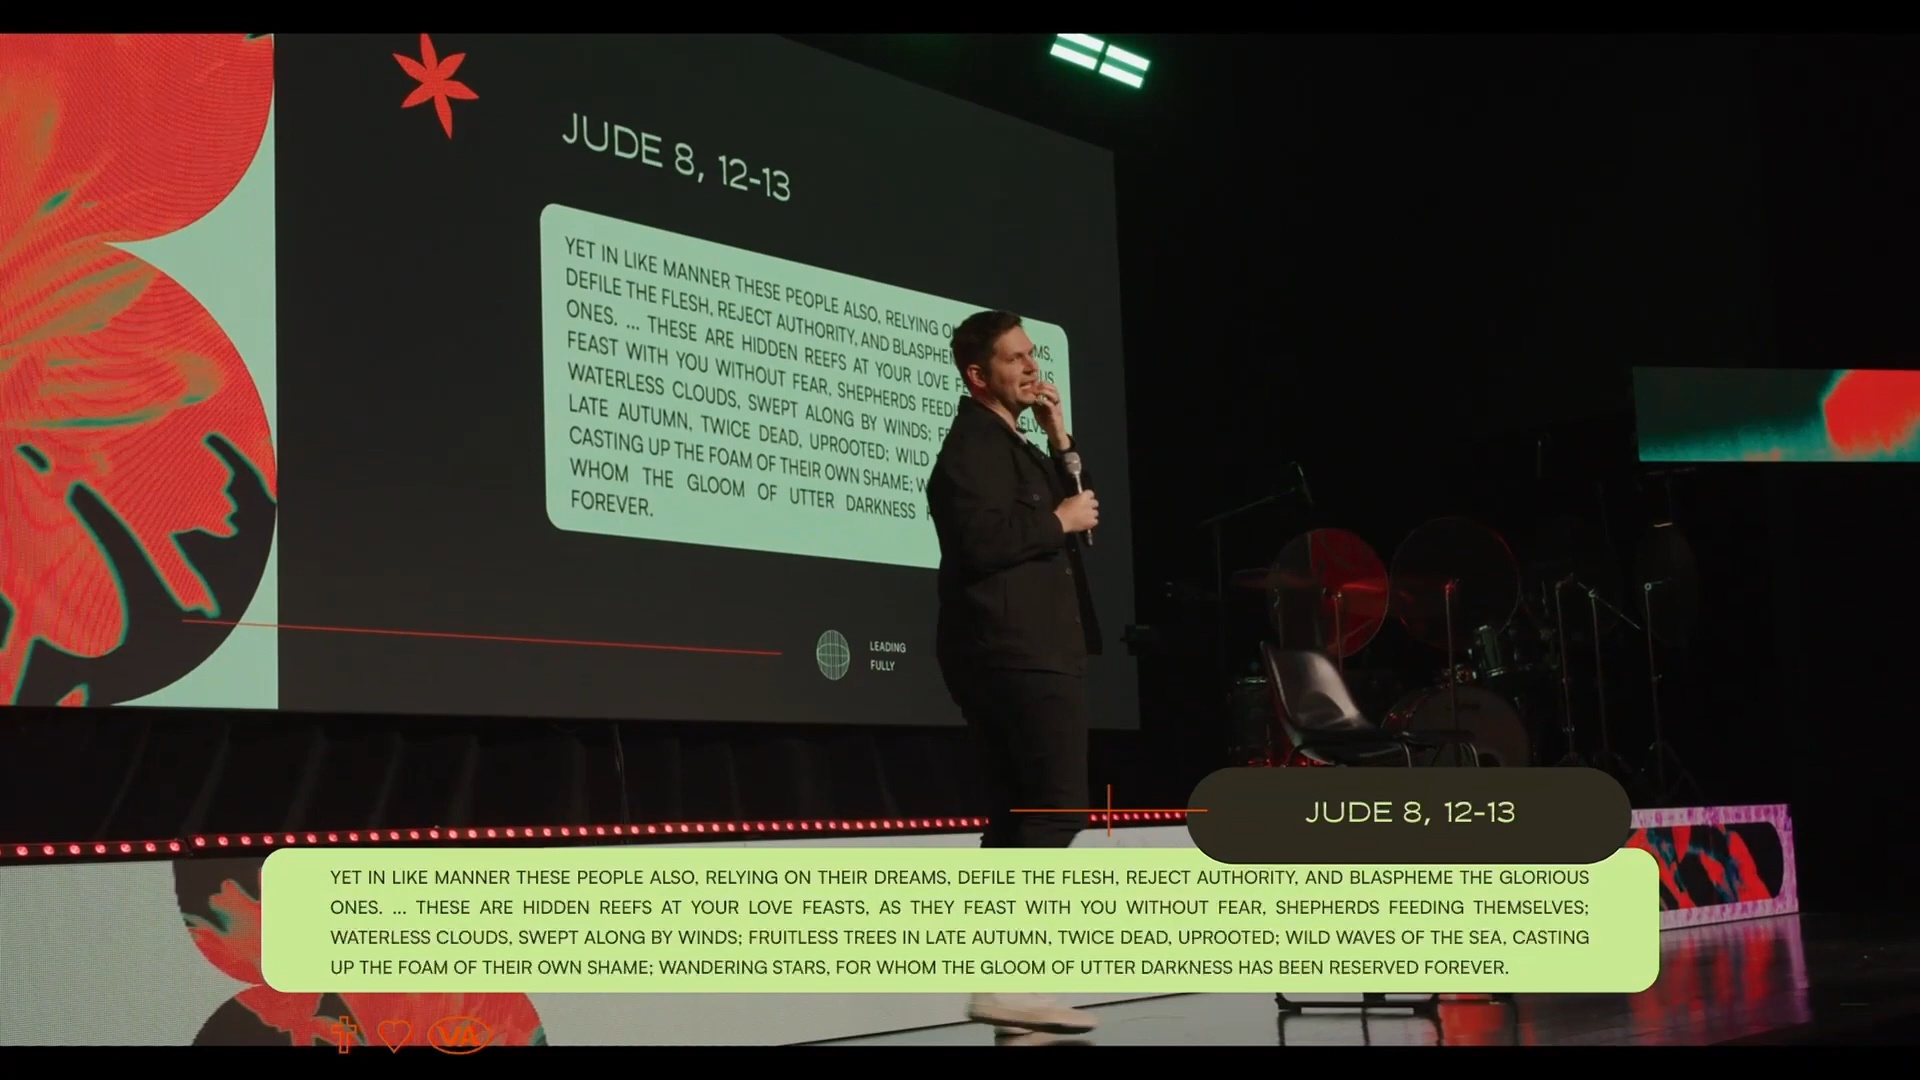 JUDE 8, 12-13
YET IN LIKE MANNER THESE PEOPLE ALSO, RELYING
DEFILE THE FLESH, REJECT AUTHORITY, AND
ONES. ... THESE ARE HIDDEN REEFS AT YOUR LOVE
FEAST WITH YOU WITHOUT FEAR, SHEPHERDS
WATERLESS CLOUDS, SWEPT ALONG BY WINDS;
LATE AUTUMN, TWICE DEAD, UPROOTED; WILD
CASTING UP THE FOAM OF THEIR OWN SHAME;
WHOM THE GLOOM OF UTTER DARKNESS
FOREVER.
LEADING
FULLY
JUDE 8, 12-13
YET IN LIKE MANNER THESE PEOPLE ALSO, RELYING ON THEIR DREAMS, DEFILE THE FLESH, REJECT AUTHORITY, AND BLASPHEME THE GLORIOUS
ONES. ... THESE ARE HIDDEN REEFS AT YOUR LOVE FEASTS, AS THEY FEAST WITH YOU WITHOUT FEAR, SHEPHERDS FEEDING THEMSELVES;
WATERLESS CLOUDS, SWEPT ALONG BY WINDS; FRUITLESS TREES IN LATE AUTUMN, TWICE DEAD, UPROOTED; WILD WAVES OF THE SEA, CASTING
UP THE FOAM OF THEIR OWN SHAME; WANDERING STARS, FOR WHOM THE GLOOM OF UTTER DARKNESS HAS BEEN RESERVED FOREVER.
VA